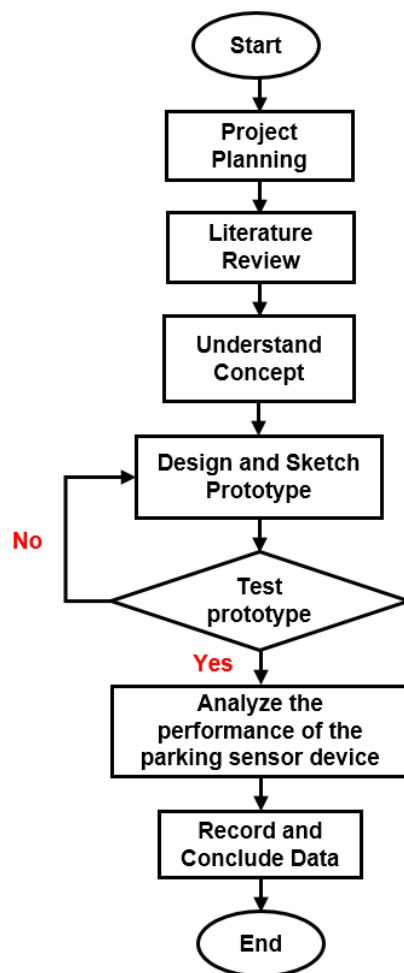 Start
Project
Planning
Literature
Review
Understand
Concept
Design and Sketch
Prototype
No
Test
prototype
Yes
Analyze the
performance of the
parking sensor device
Record and
Conclude Data
End